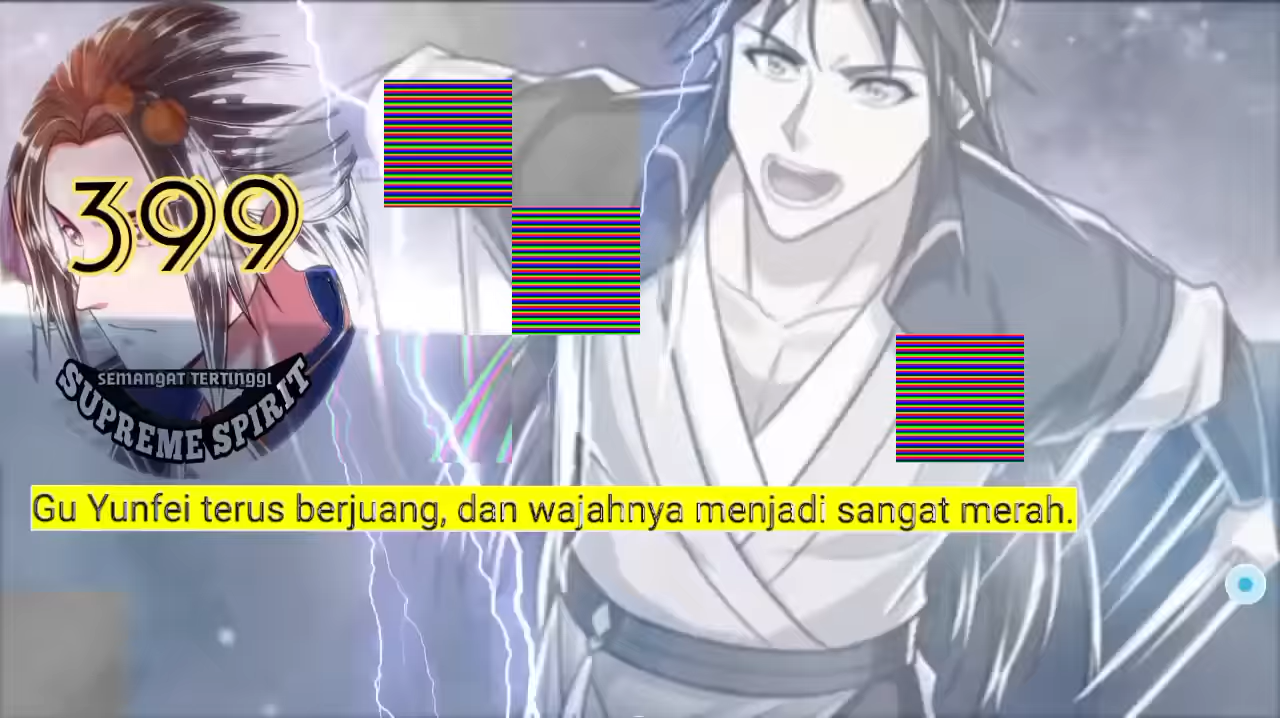 399
SEMANGAT TERTINGGI
SUPREME SPIRIT
Gu Yunfei terus berjuang, dan wajahnya menjadi sangat merah.